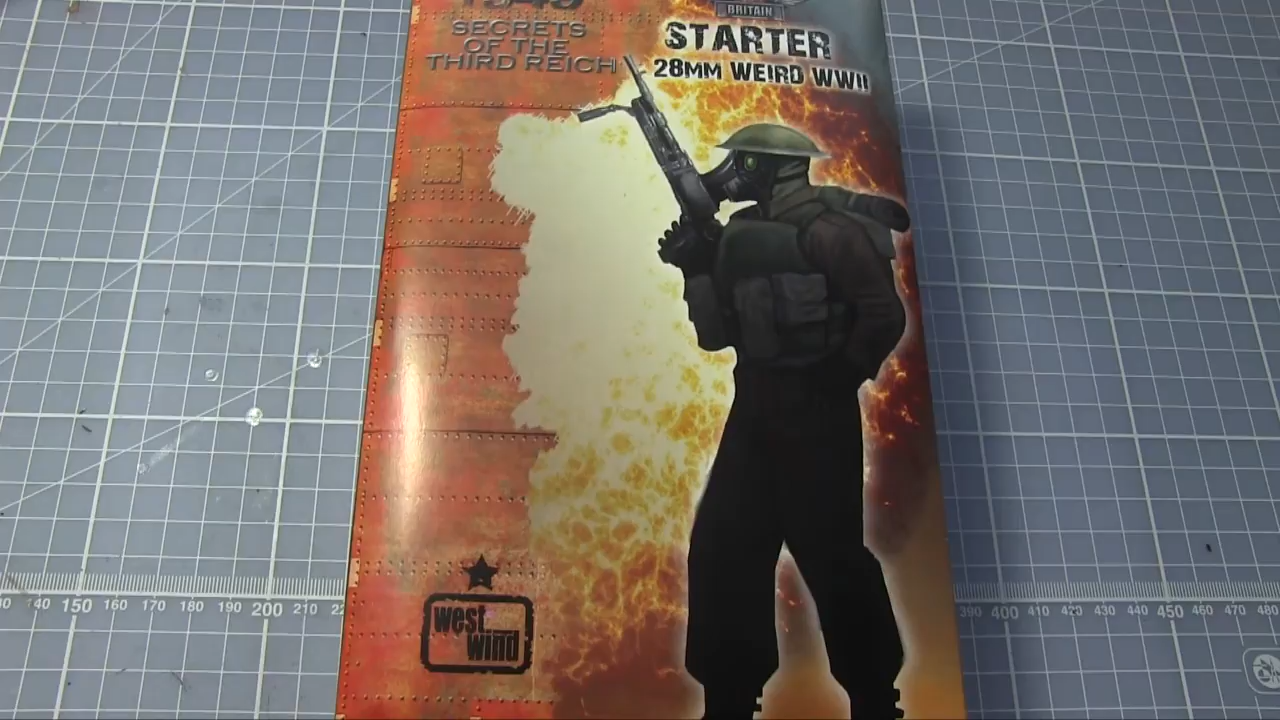 1949
SECRETS
OF THE
THIRD REICH
BRITAIN
STARTER
28MM WEIRD WWII
west
wind
140 150 160 170 180 190 200 210
390 400 410 420 430 440 450 460 470 480